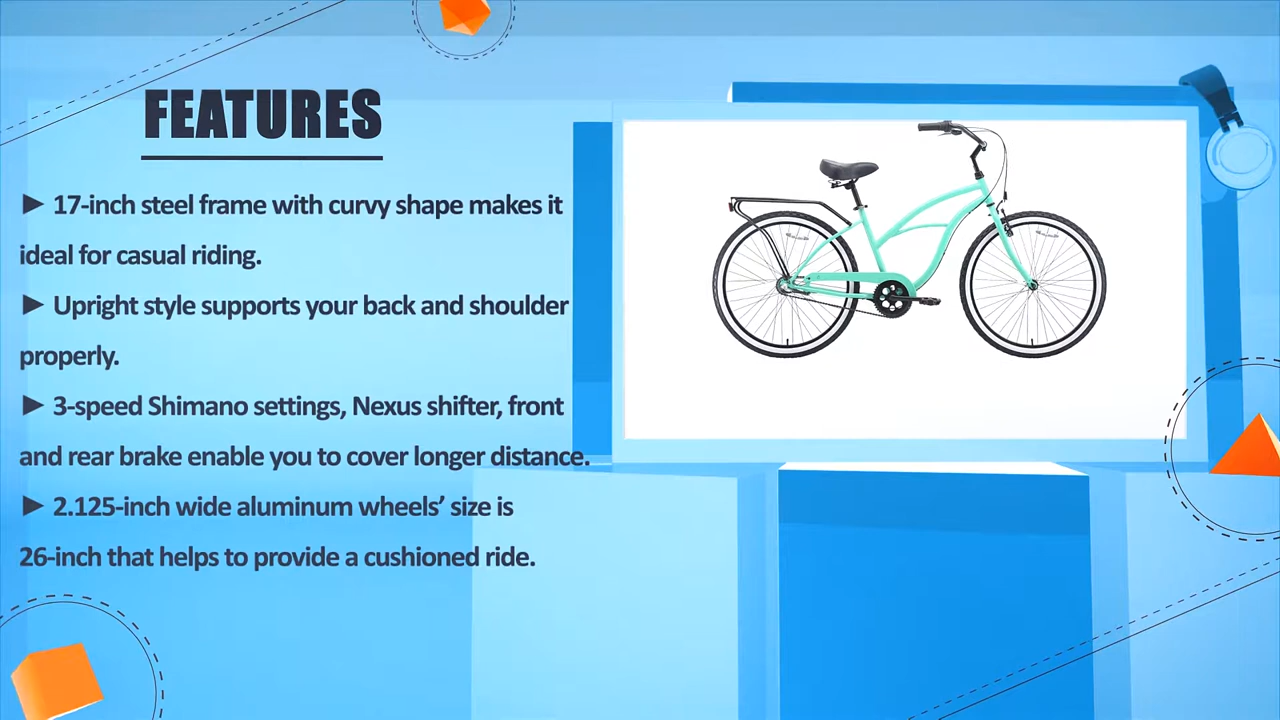 FEATURES
► 17-inch steel frame with curvy shape makes it
ideal for casual riding.
► Upright style supports your back and shoulder
properly.
► 3-speed Shimano settings, Nexus shifter, front
and rear brake enable you to cover longer distance.
► 2.125-inch wide aluminum wheels’ size is
26-inch that helps to provide a cushioned ride.